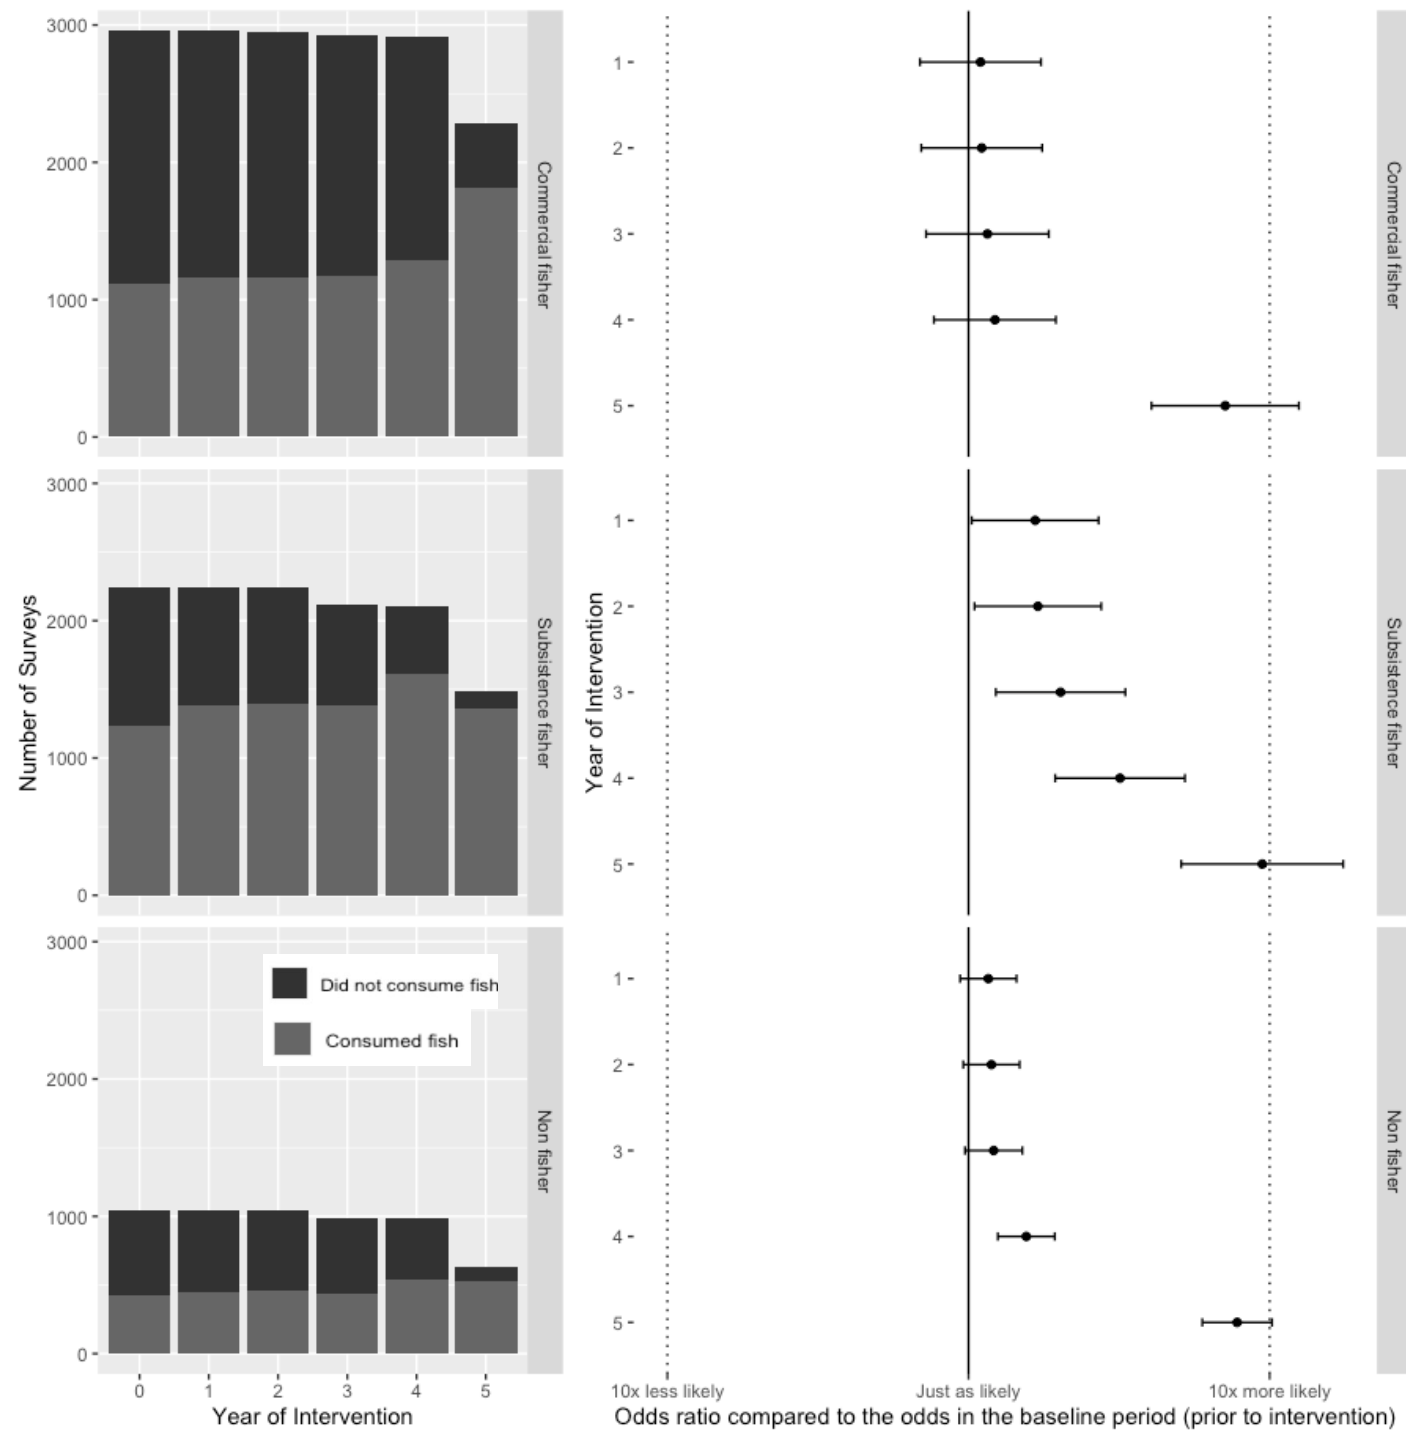 3000
2000
1000
0
Commercial fisher
1
2
3
4
5
Commercial fisher
Number of Surveys
3000
2000
1000
0
Subsistence fisher
Year of Intervention
1
2
3
4
5
Subsistence fisher
3000
2000
1000
0
Did not consume fish
Consumed fish
Non fisher
1
2
3
4
5
Non fisher
0 1 2 3 4 5
Year of Intervention
10x less likely Just as likely 10x more likely
Odds ratio compared to the odds in the baseline period (prior to intervention)